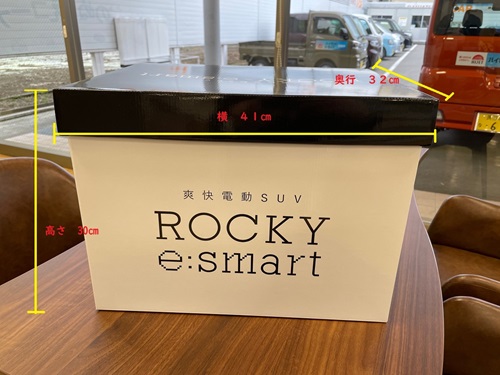 奥行 32㎝
横 41㎝
高さ 30㎝
爽快電動SUV
ROCKY
e:smart